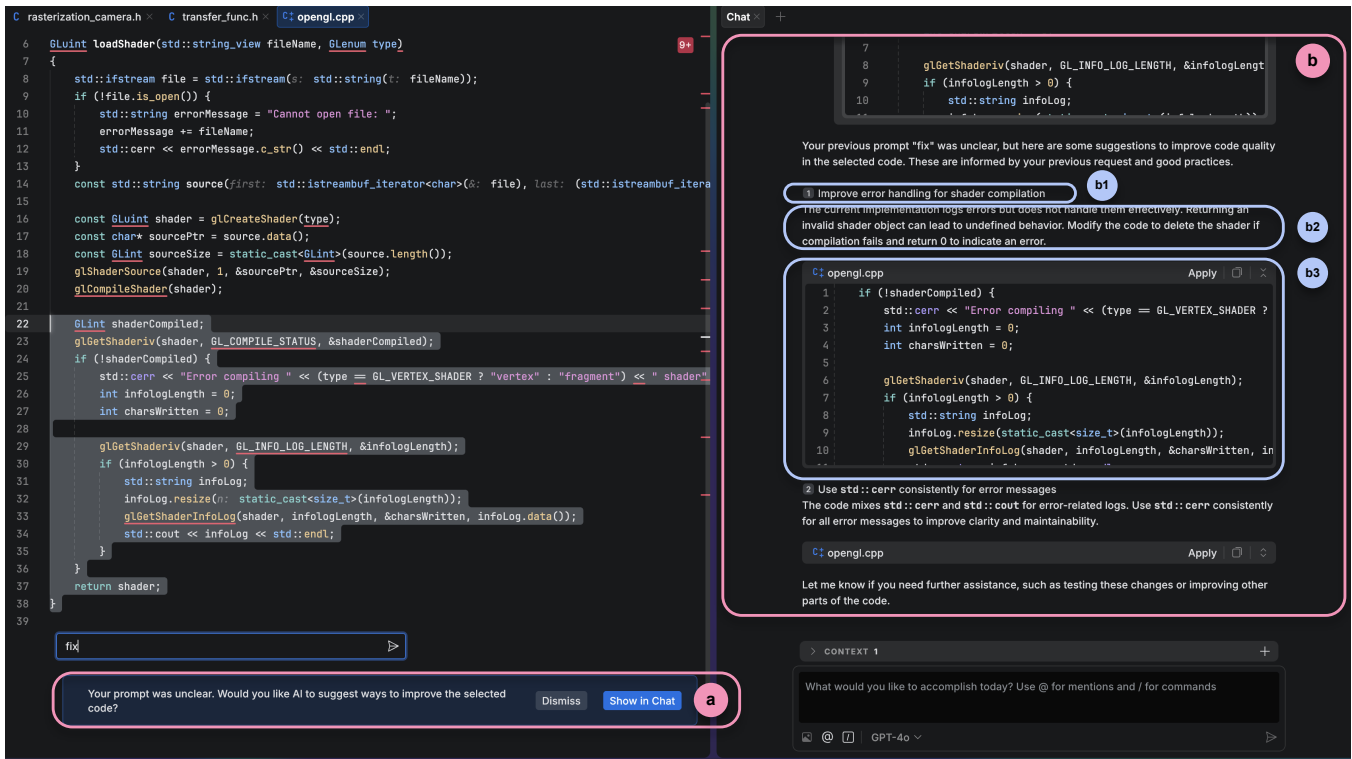 rasterization_camera.h × C transfer_func.h × C++ opengl.cpp ×
6 GLuint loadShader(std::string_view fileName, GLenum type) 9+
7 {
8 std::ifstream file = std::ifstream(s: std::string(t: fileName));
9 if (!file.is_open()) {
10 std::string errorMessage = "Cannot open file: ";
11 errorMessage += fileName;
12 std::cerr << errorMessage.c_str() << std::endl;
13 }
14 const std::string source(first: std::istreambuf_iterator<char>(&: file), last: (std::istreambuf_itera
15
16 const GLuint shader = glCreateShader(type);
17 const char* sourcePtr = source.data();
18 const GLint sourceSize = static_cast<GLint>(source.length());
19 glShaderSource(shader, 1, &sourcePtr, &sourceSize);
20 glCompileShader(shader);
21
22 GLint shaderCompiled;
23 glGetShaderiv(shader, GL_COMPILE_STATUS, &shaderCompiled);
24 if (!shaderCompiled) {
25 std::cerr << "Error compiling " << (type == GL_VERTEX_SHADER ? "vertex" : "fragment") << " shader"
26 int infologLength = 0;
27 int charsWritten = 0;
28
29 glGetShaderiv(shader, GL_INFO_LOG_LENGTH, &infologLength);
30 if (infologLength > 0) {
31 std::string infoLog;
32 infoLog.resize(n: static_cast<size_t>(infologLength));
33 glGetShaderInfoLog(shader, infologLength, &charsWritten, infoLog.data());
34 std::cout << infoLog << std::endl;
35 }
36 }
37 return shader;
38 }
39
fix
Your prompt was unclear. Would you like AI to suggest ways to improve the selected
code?
Dismiss
Show in Chat
a
Chat × +
b
7
8 glGetShaderiv(shader, GL_INFO_LOG_LENGTH, &infologLengt
9 if (infologLength > 0) {
10 std::string infoLog;
Your previous prompt "fix" was unclear, but here are some suggestions to improve code quality
in the selected code. These are informed by your previous request and good practices.
1 Improve error handling for shader compilation
b1
The current implementation logs errors but does not handle them effectively. Returning an
invalid shader object can lead to undefined behavior. Modify the code to delete the shader if
compilation fails and return 0 to indicate an error.
b2
C++ opengl.cpp Apply
b3
1 if (!shaderCompiled) {
2 std::cerr << "Error compiling " << (type == GL_VERTEX_SHADER ?
3 int infologLength = 0;
4 int charsWritten = 0;
5
6 glGetShaderiv(shader, GL_INFO_LOG_LENGTH, &infologLength);
7 if (infologLength > 0) {
8 std::string infoLog;
9 infoLog.resize(static_cast<size_t>(infologLength));
10 glGetShaderInfoLog(shader, infologLength, &charsWritten, in
2 Use std::cerr consistently for error messages
The code mixes std::cerr and std::cout for error-related logs. Use std::cerr consistently
for all error messages to improve clarity and maintainability.
C++ opengl.cpp Apply
Let me know if you need further assistance, such as testing these changes or improving other
parts of the code.
> CONTEXT 1 +
What would you like to accomplish today? Use @ for mentions and / for commands
@ / GPT-4o